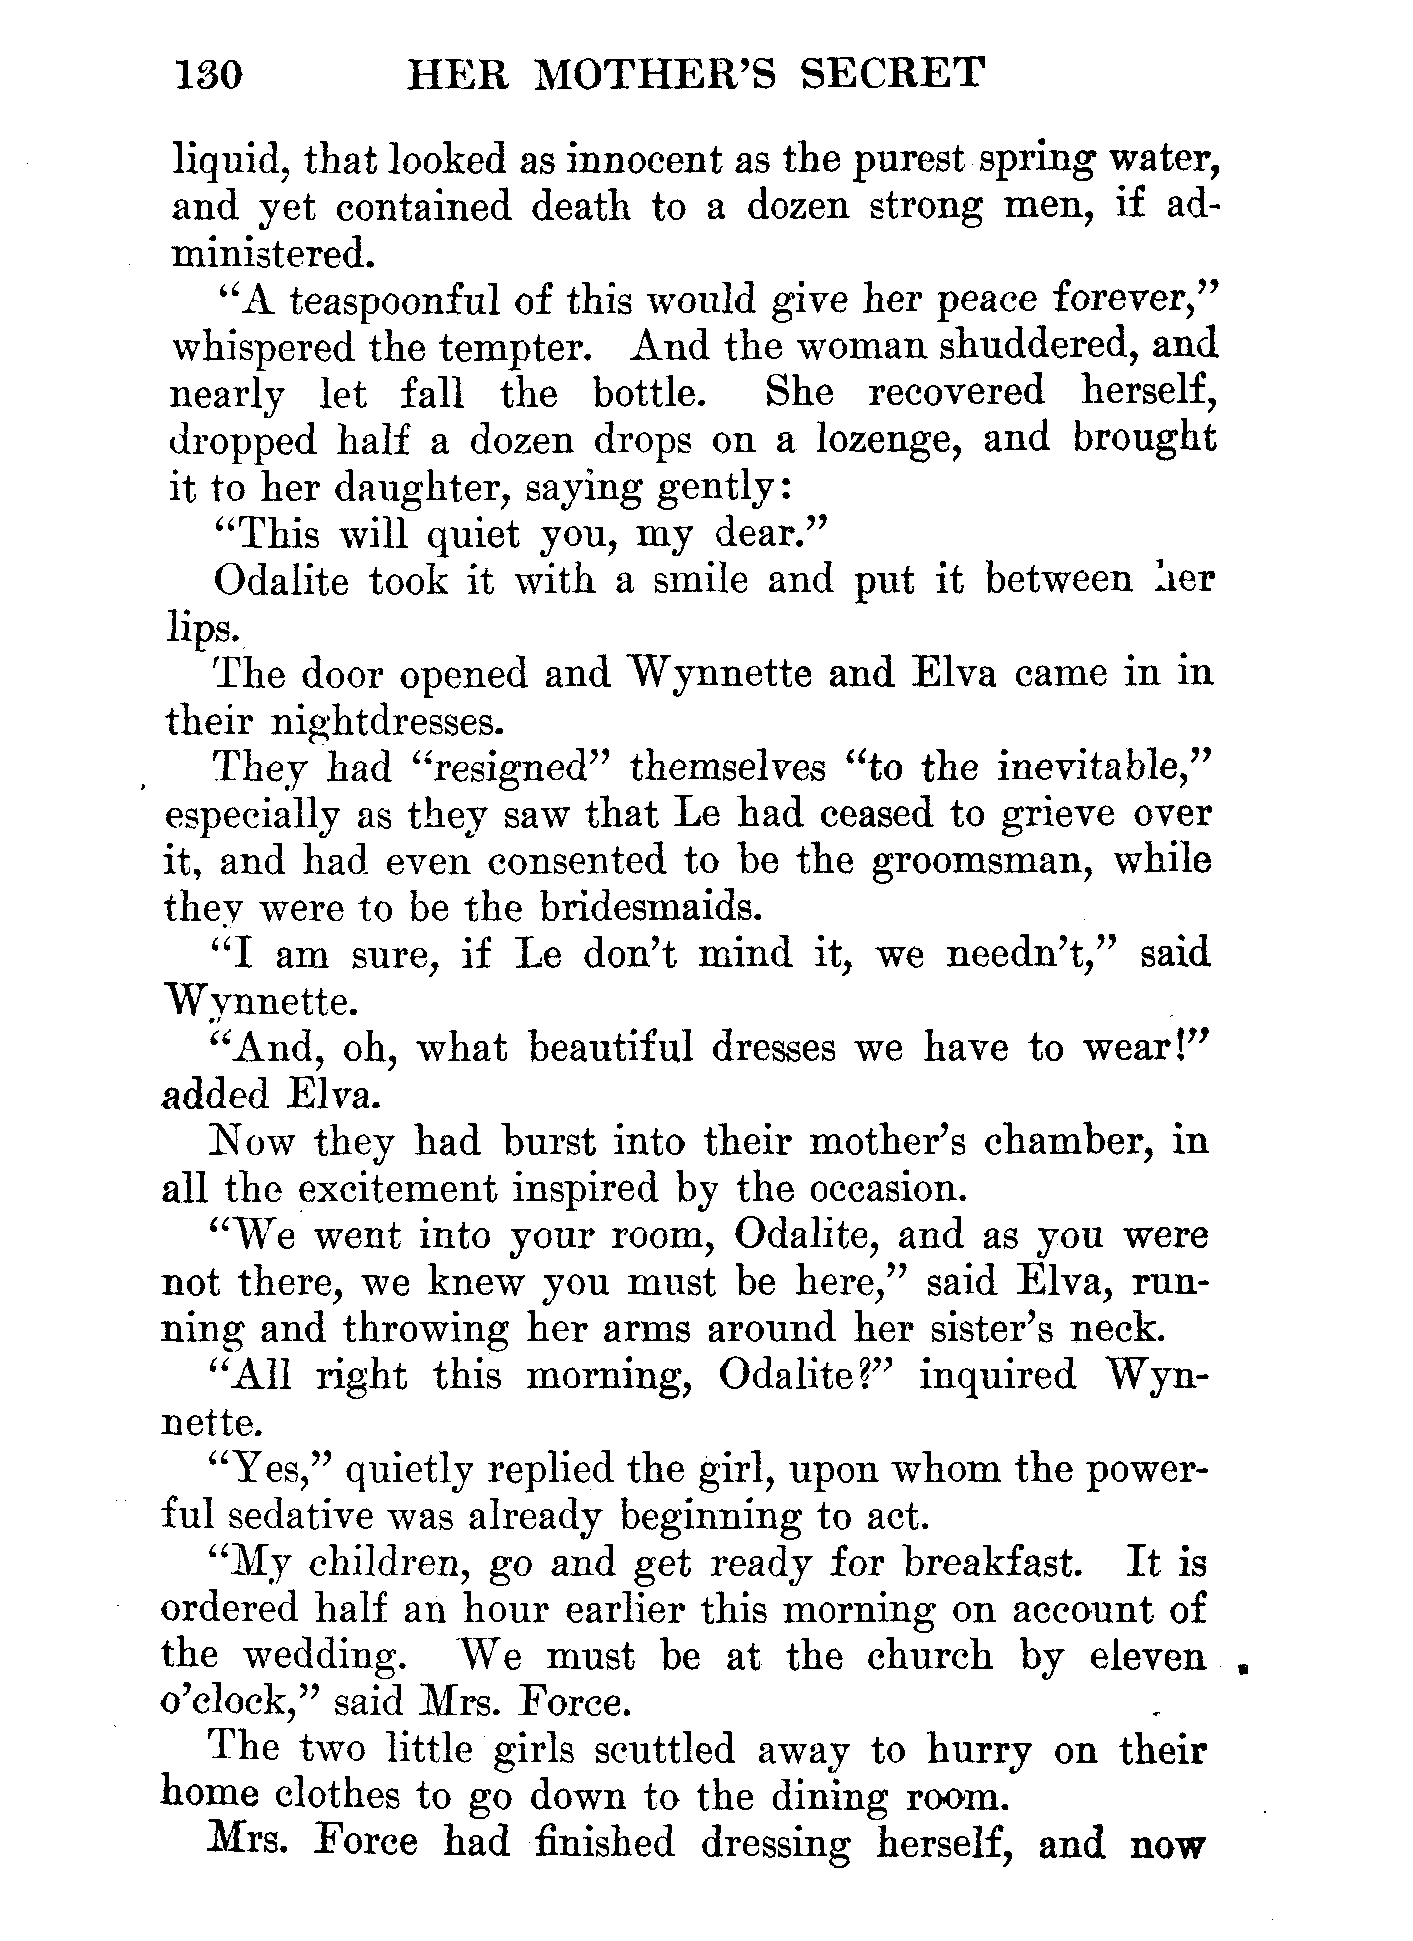 130 HER MOTHER'S SECRET
liquid, that looked as innocent as the purest spring water,
and yet contained death to a dozen strong men, if ad-
ministered.
“A teaspoonful of this would give her peace forever,”
whispered the tempter. And the woman shuddered, and
nearly let fall the bottle. She recovered herself,
dropped half a dozen drops on a lozenge, and brought
it to her daughter, saying gently:
“This will quiet you, my dear.”
Odalite took it with a smile and put it between her
lips.
The door opened and Wynnette and Elva came in in
their nightdresses.
They had “resigned” themselves “to the inevitable,”
especially as they saw that Le had ceased to grieve over
it, and had even consented to be the groomsman, while
they were to be the bridesmaids.
“I am sure, if Le don't mind it, we needn't,” said
Wynnette.
“And, oh, what beautiful dresses we have to wear!”
added Elva.
Now they had burst into their mother's chamber, in
all the excitement inspired by the occasion.
“We went into your room, Odalite, and as you were
not there, we knew you must be here,” said Elva, run-
ning and throwing her arms around her sister's neck.
“All right this morning, Odalite?” inquired Wyn-
nette.
“Yes,” quietly replied the girl, upon whom the power-
ful sedative was already beginning to act.
“My children, go and get ready for breakfast. It is
ordered half an hour earlier this morning on account of
the wedding. We must be at the church by eleven
o'clock,” said Mrs. Force.
The two little girls scuttled away to hurry on their
home clothes to go down to the dining room.
Mrs. Force had finished dressing herself, and now